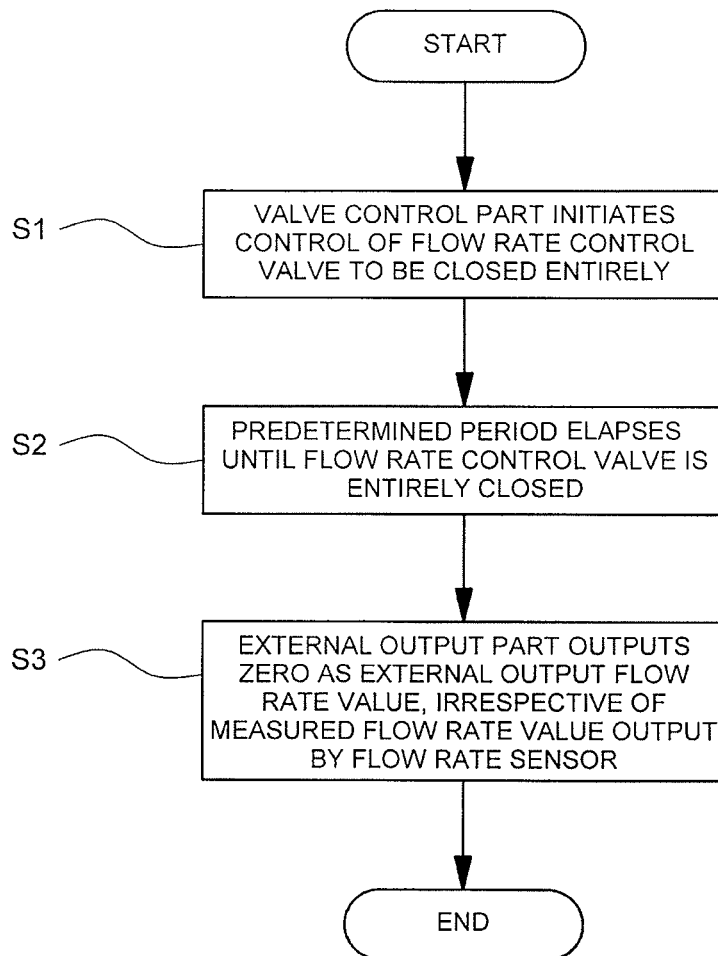 START
S1
VALVE CONTROL PART INITIATES
CONTROL OF FLOW RATE CONTROL
VALVE TO BE CLOSED ENTIRELY
S2
PREDETERMINED PERIOD ELAPSES
UNTIL FLOW RATE CONTROL VALVE IS
ENTIRELY CLOSED
S3
EXTERNAL OUTPUT PART OUTPUTS
ZERO AS EXTERNAL OUTPUT FLOW
RATE VALUE, IRRESPECTIVE OF
MEASURED FLOW RATE VALUE OUTPUT
BY FLOW RATE SENSOR
END